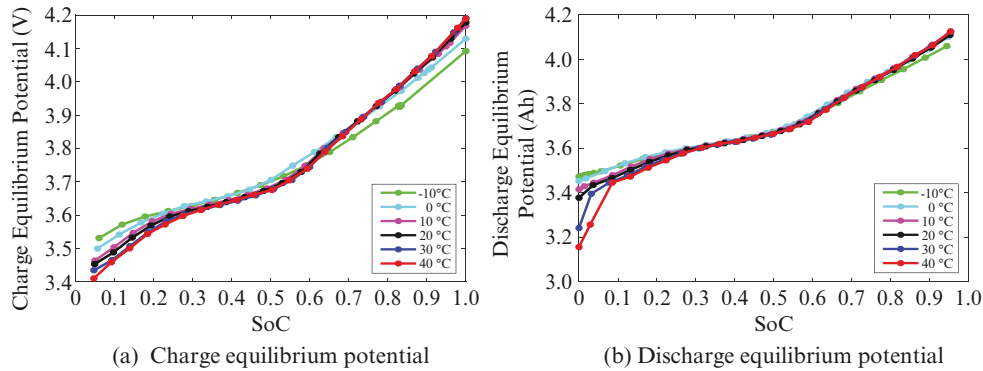 Charge Equilibrium Potential (V)
4.2
4.1
4.0
3.9
3.8
3.7
3.6
3.5
3.4
0 0.1 0.2 0.3 0.4 0.5 0.6 0.7 0.8 0.9 1.0
SoC
-10°C
0 °C
10 °C
20 °C
30 °C
40 °C
(a) Charge equilibrium potential
Discharge Equilibrium
Potential (Ah)
4.2
3.9
3.6
3.3
3.0
0 0.1 0.2 0.3 0.4 0.5 0.6 0.7 0.8 0.9 1.0
SoC
-10°C
0 °C
10 °C
20 °C
30 °C
40 °C
(b) Discharge equilibrium potential